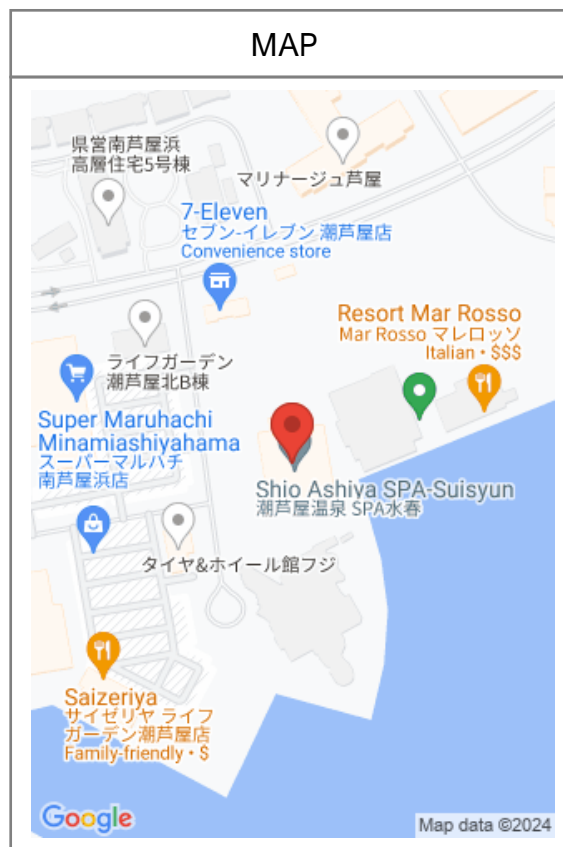 MAP
県営南芦屋浜
高層住宅5号棟
マリナージュ芦屋
7-Eleven
セブン-イレブン 潮芦屋店
Convenience store
Resort Mar Rosso
Mar Rosso マレロッソ
Italian • $$$
ライフガーデン
潮芦屋北B棟
Super Maruhachi
Minamiashiyahama
スーパーマルハチ
南芦屋浜店
Shio Ashiya SPA-Suisyun
潮芦屋温泉 SPA水春
タイヤ&ホイール館フジ
Saizeriya
サイゼリヤ ライフ
ガーデン潮芦屋店
Family-friendly • $
Google
Map data ©2024